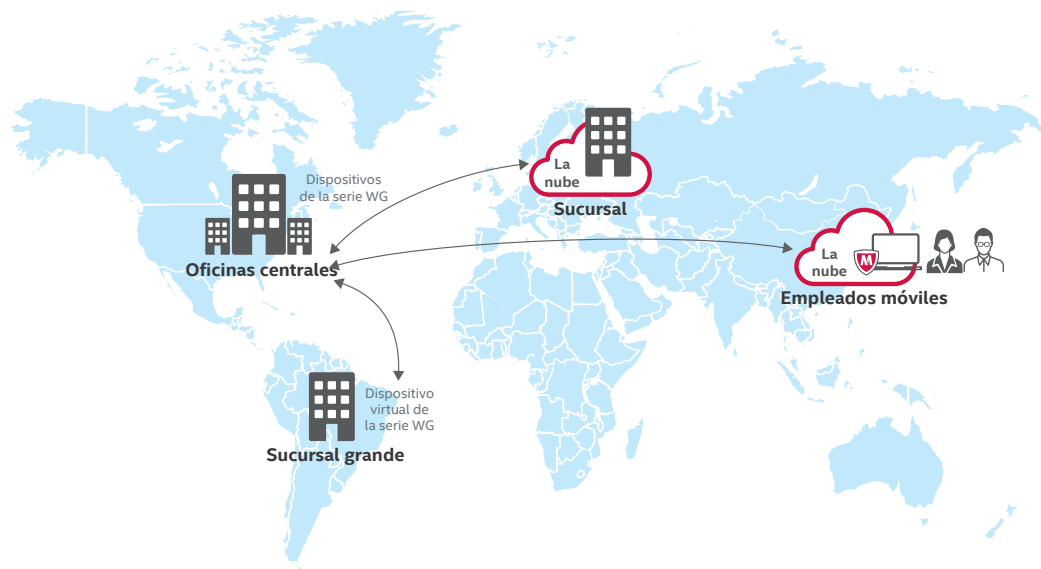 La
nube
Sucursal
Dispositivos
de la serie WG
Oficinas centrales
La
nube
M
Empleados móviles
Dispositivo
virtual de
la serie WG
Sucursal grande